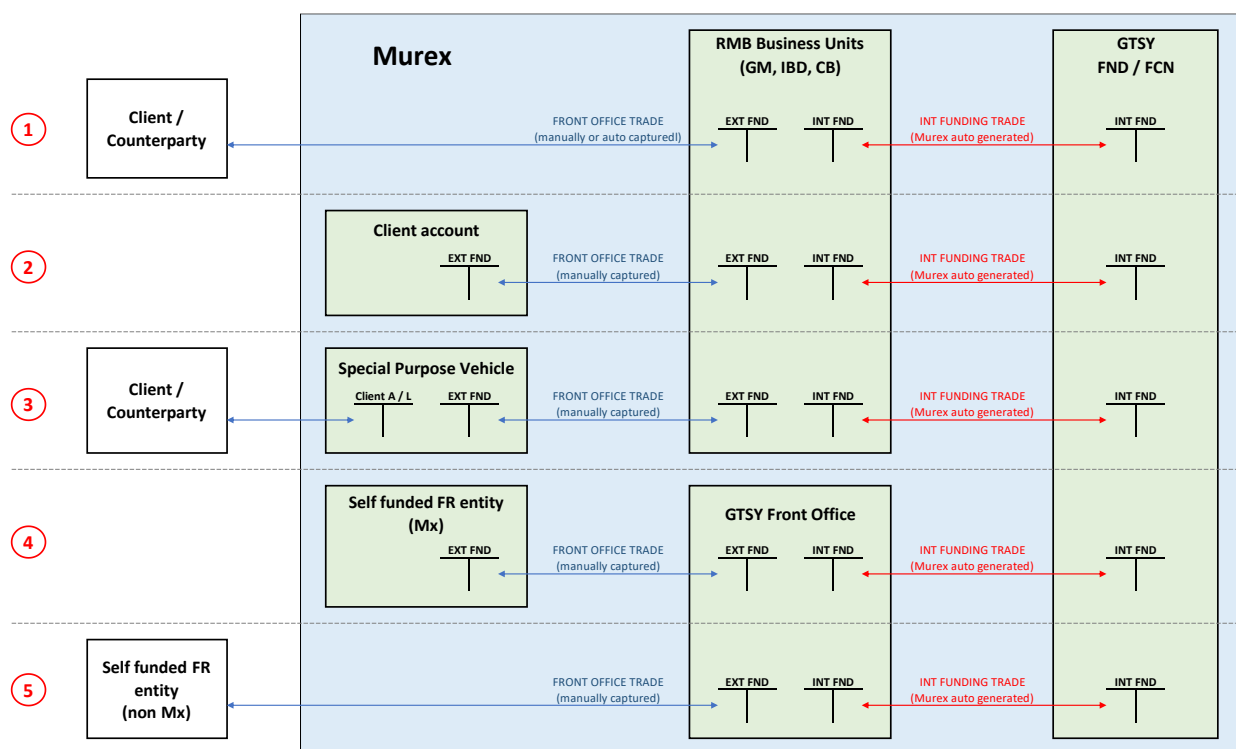 Murex
RMB Business Units
(GM, IBD, CB)
GTSY
FND / FCN
1
Client /
Counterparty
FRONT OFFICE TRADE
(manually or auto captured!)
EXT FND
INT FND
INT FUNDING TRADE
(Murex auto generated)
INT FND
2
Client account
EXT FND
FRONT OFFICE TRADE
(manually captured)
EXT FND
INT FND
INT FUNDING TRADE
(Murex auto generated)
INT FND
3
Client /
Counterparty
Special Purpose Vehicle
Client A / L
EXT FND
FRONT OFFICE TRADE
(manually captured)
EXT FND
INT FND
INT FUNDING TRADE
(Murex auto generated)
INT FND
4
Self funded FR entity
(Mx)
EXT FND
FRONT OFFICE TRADE
(manually captured)
GTSY Front Office
EXT FND
INT FND
INT FUNDING TRADE
(Murex auto generated)
INT FND
5
Self funded FR
entity
(non Mx)
FRONT OFFICE TRADE
(manually captured)
EXT FND
INT FND
INT FUNDING TRADE
(Murex auto generated)
INT FND